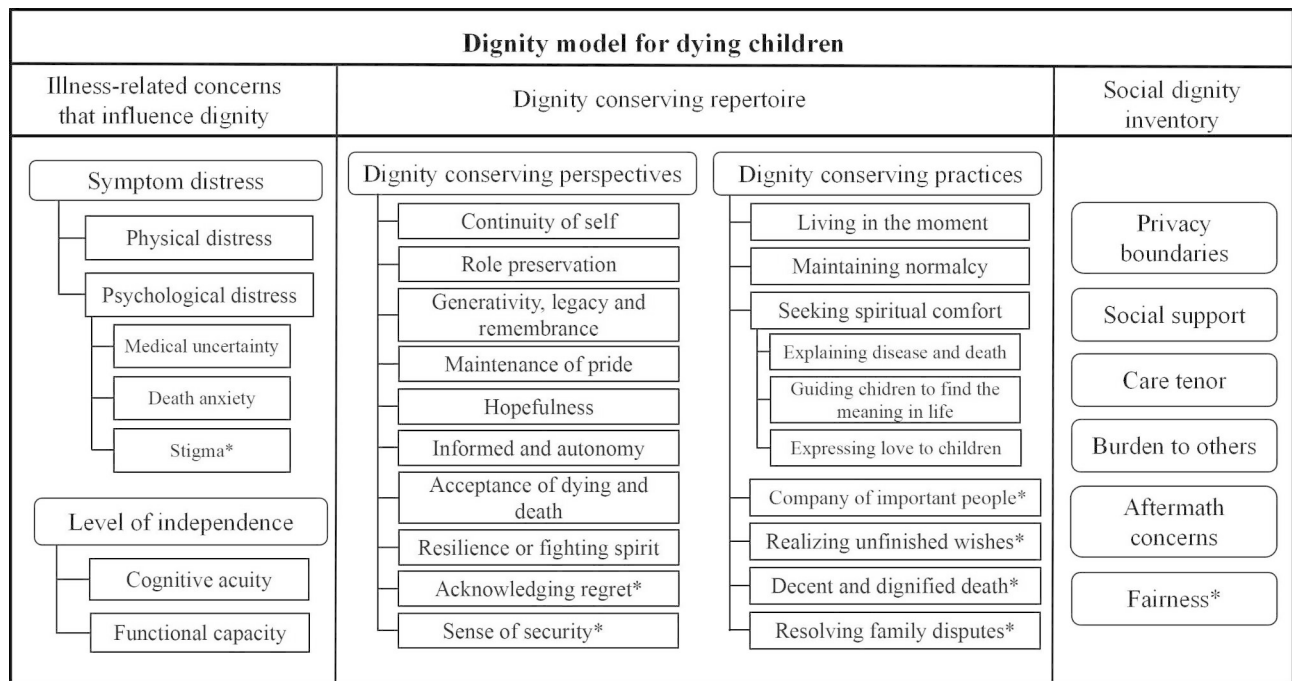 Dignity model for dying children
Illness-related concerns
that influence dignity
Dignity conserving repertoire
Social dignity
inventory
Symptom distress
Physical distress
Psychological distress
Medical uncertainty
Death anxiety
Stigma*
Level of independence
Cognitive acuity
Functional capacity
Dignity conserving perspectives
Continuity of self
Role preservation
Generativity, legacy and
remembrance
Maintenance of pride
Hopefulness
Informed and autonomy
Acceptance of dying and
death
Resilience or fighting spirit
Acknowledging regret*
Sense of security*
Dignity conserving practices
Living in the moment
Maintaining normalcy
Seeking spiritual comfort
Explaining disease and death
Guiding chidren to find the
meaning in life
Expressing love to children
Company of important people*
Realizing unfinished wishes*
Decent and dignified death*
Resolving family disputes*
Privacy
boundaries
Social support
Care tenor
Burden to others
Aftermath
concerns
Fairness*